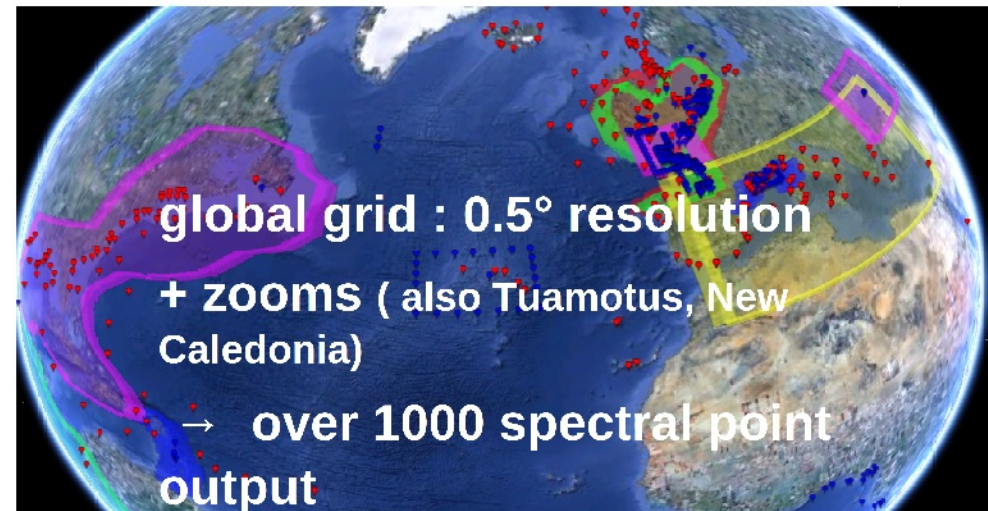 global grid : 0.5° resolution
+ zooms ( also Tuamotus, New
Caledonia)
→ over 1000 spectral point
output